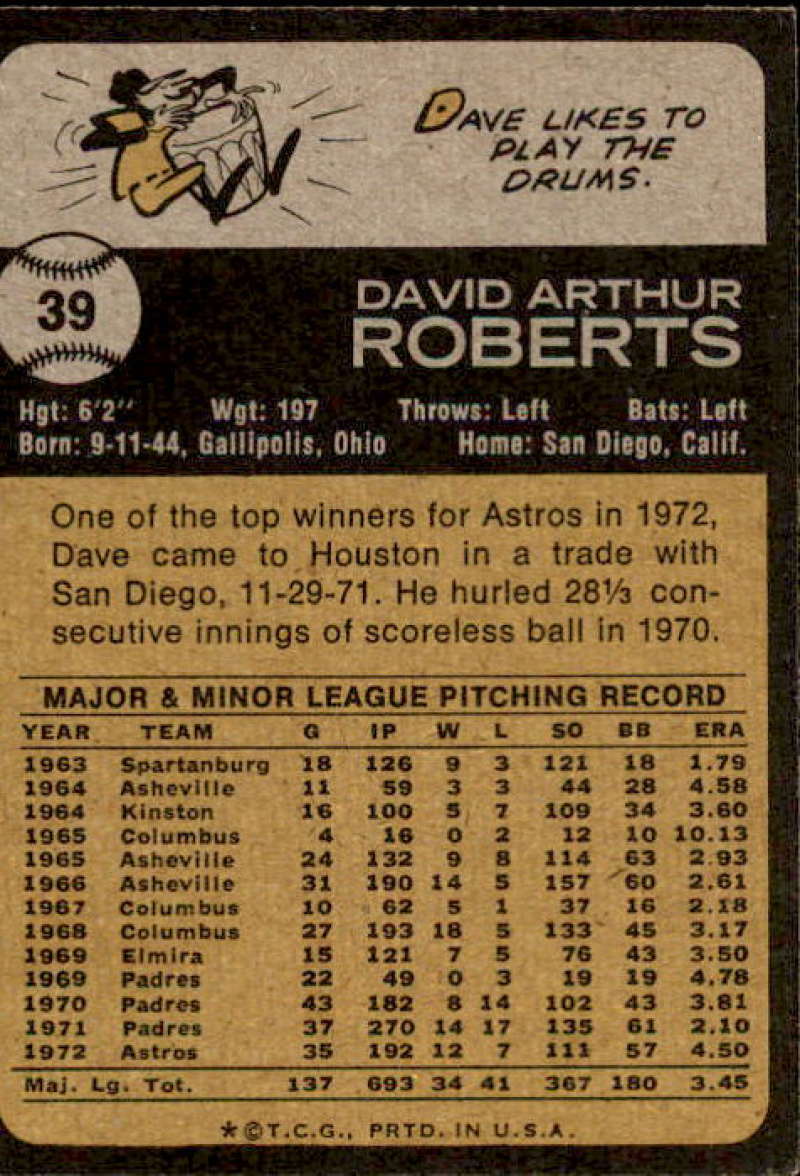 DAVE LIKES TO
PLAY THE
DRUMS.
39
DAVID ARTHUR
ROBERTS
Hgt: 6'2" Wgt: 197 Throws: Left Bats: Left
Born: 9-11-44, Gallipolis, Ohio Home: San Diego, Calif.
One of the top winners for Astros in 1972,
Dave came to Houston in a trade with
San Diego, 11-29-71. He hurled 28⅓ con-
secutive innings of scoreless ball in 1970.
MAJOR & MINOR LEAGUE PITCHING RECORD
YEAR TEAM G IP W L SO BB ERA
1963 Spartanburg 18 126 9 3 121 18 1.79
1964 Asheville 11 59 3 3 44 28 4.58
1964 Kinston 16 100 5 7 109 34 3.60
1965 Columbus 4 16 0 2 12 10 10.13
1965 Asheville 24 132 9 8 114 63 2.93
1966 Asheville 31 190 14 5 157 60 2.61
1967 Columbus 10 62 5 1 37 16 2.18
1968 Columbus 27 193 18 5 133 45 3.17
1969 Elmira 15 121 7 5 76 43 3.50
1969 Padres 22 49 0 3 19 19 4.78
1970 Padres 43 182 8 14 102 43 3.81
1971 Padres 37 270 14 17 135 61 2.10
1972 Astros 35 192 12 7 111 57 4.50
Maj. Lg. Tot. 137 693 34 41 367 180 3.45
*©T.C.G., PRTD. IN U.S.A.